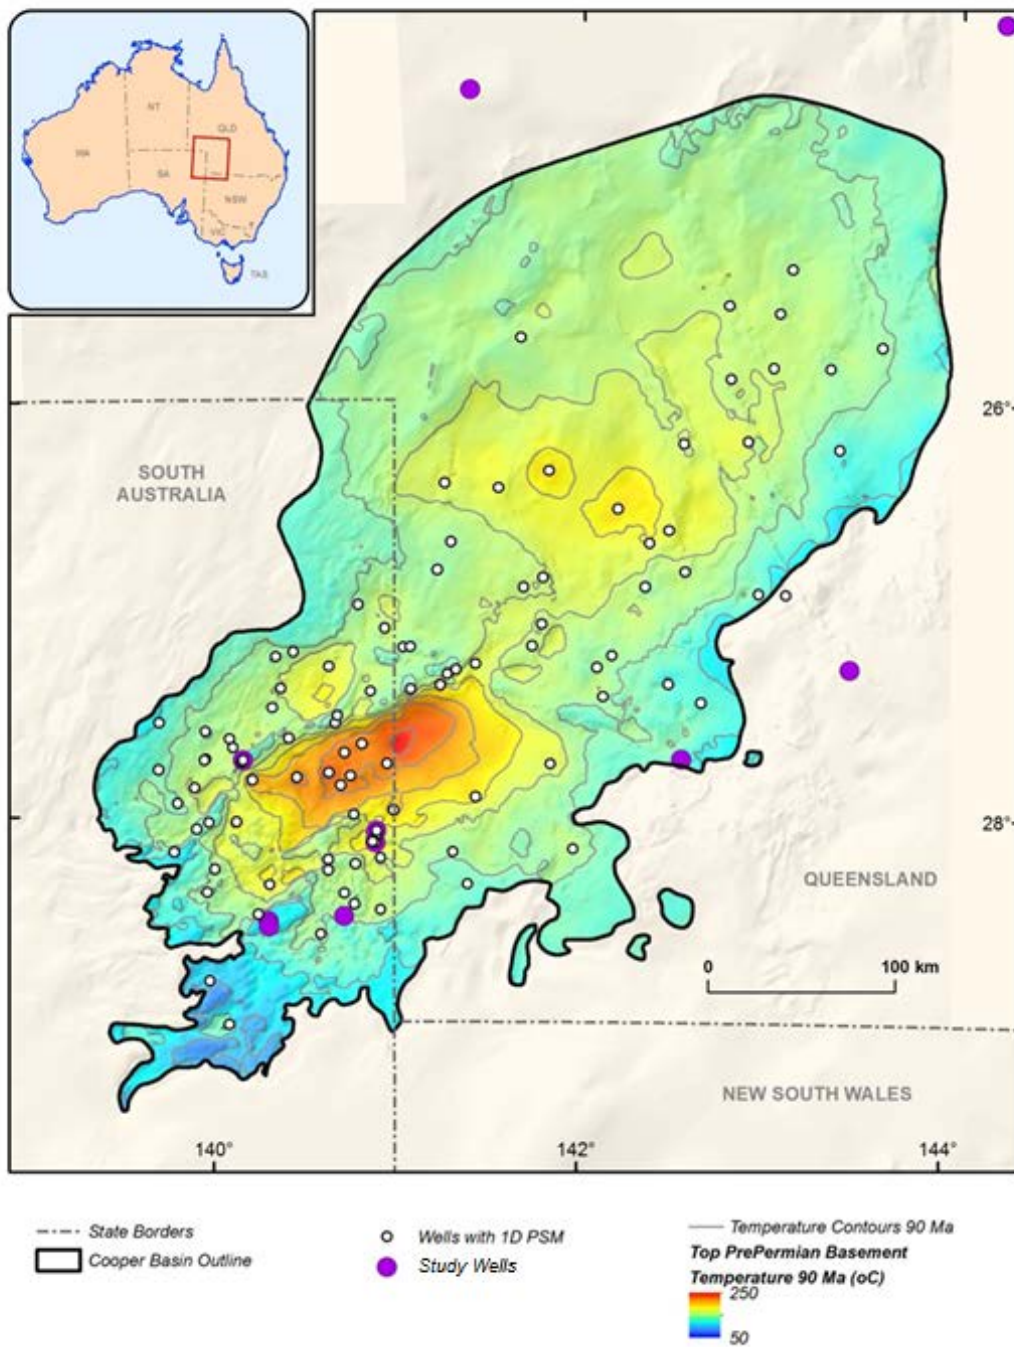 NT
QLD
WA
SA
NSW
VIC
TAS
26°
SOUTH
AUSTRALIA
28°
QUEENSLAND
0 100 km
NEW SOUTH WALES
140° 142° 144°
State Borders
Cooper Basin Outline
Wells with 1D PSM
Study Wells
Temperature Contours 90 Ma
Top PrePermian Basement
Temperature 90 Ma (oC)
250
50